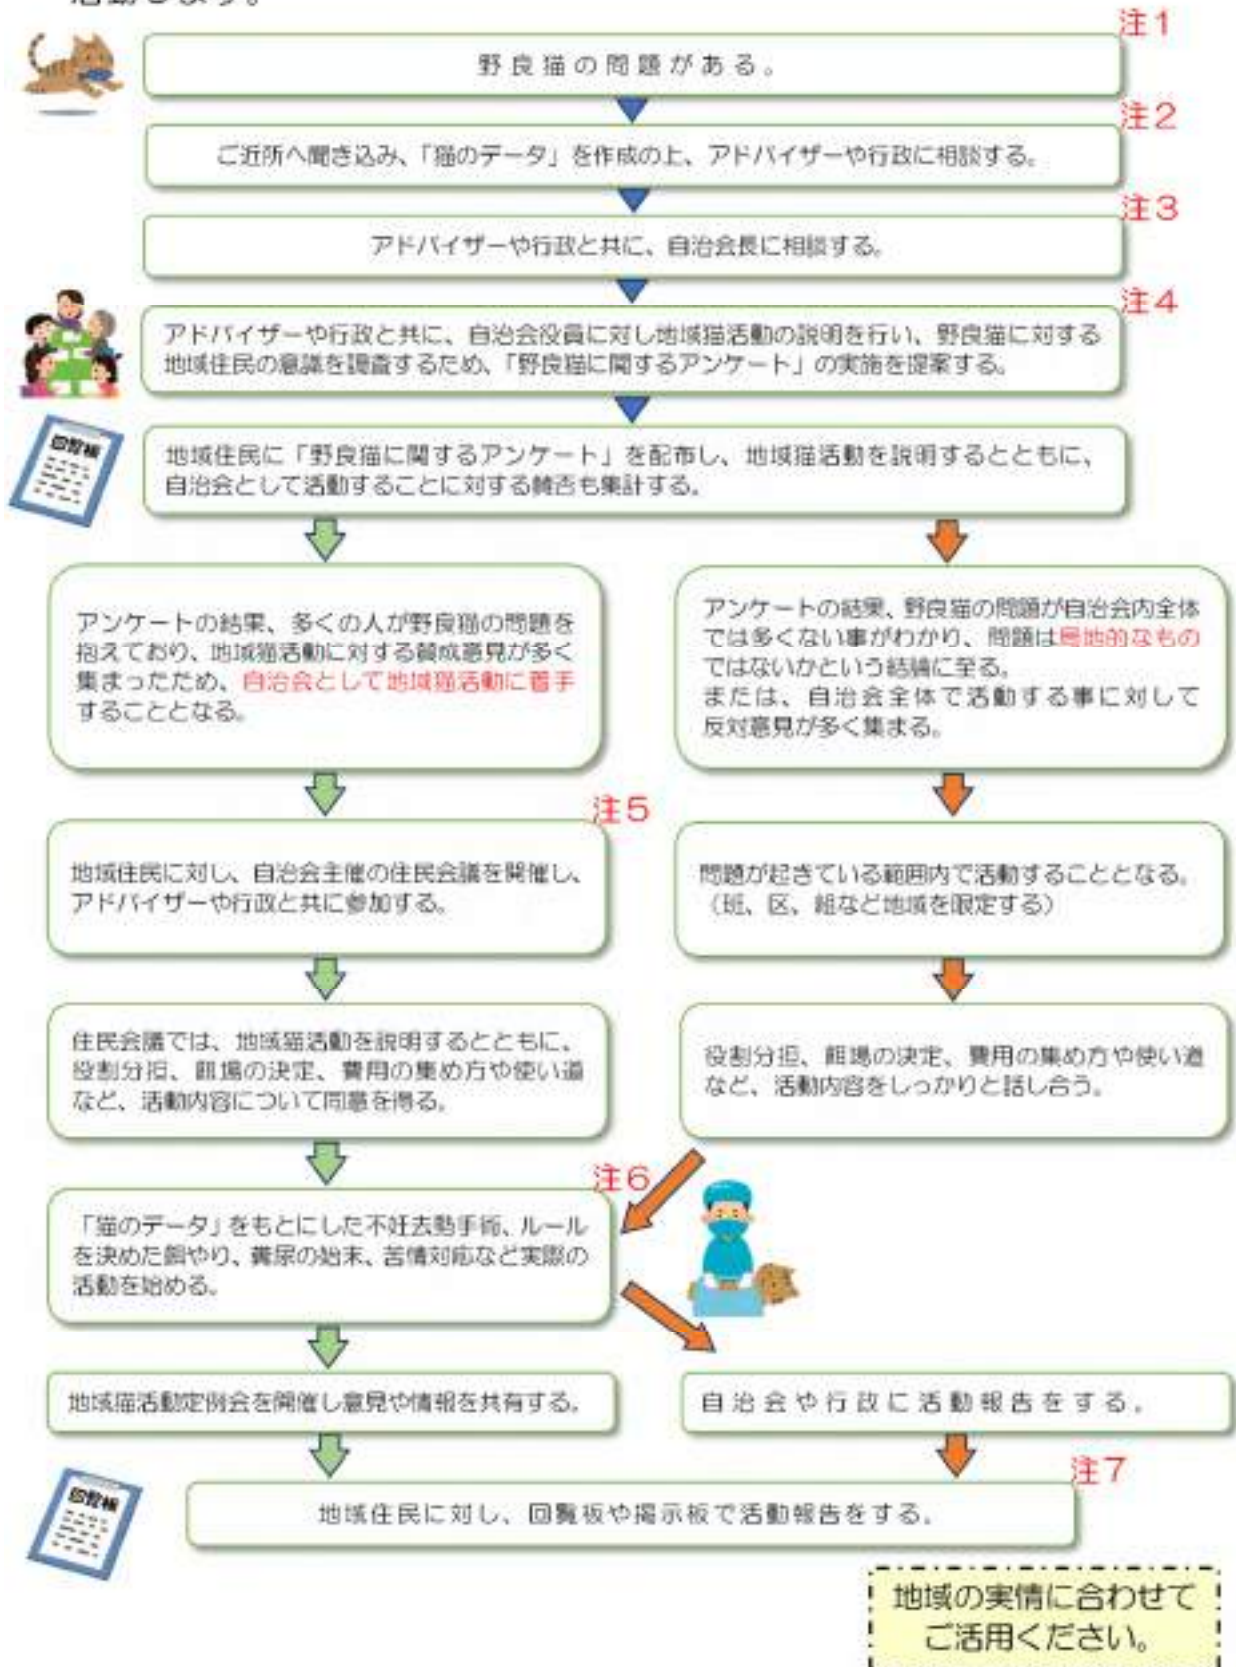 活動します。
注1
野良猫の問題がある。
注2
ご近所へ聞き込み、「猫のデータ」を作成の上、アドバイザーや行政に相談する。
注3
アドバイザーや行政と共に、自治会長に相談する。
注4
アドバイザーや行政と共に、自治会役員に対し地域猫活動の説明を行い、野良猫に対する
地域住民の意識を調査するため、「野良猫に関するアンケート」の実施を提案する。
回覧板
地域住民に「野良猫に関するアンケート」を配布し、地域猫活動を説明するとともに、
自治会として活動することに対する賛否も集計する。
アンケートの結果、多くの人が野良猫の問題を
抱えており、地域猫活動に対する賛成意見が多く
集まったため、自治会として地域猫活動に着手
することとなる。
アンケートの結果、野良猫の問題が自治会内全体
では多くない事がわかり、問題は局地的なもの
ではないかという結論に至る。
または、自治会全体で活動する事に対して
反対意見が多く集まる。
注5
地域住民に対し、自治会主催の住民会議を開催し、
アドバイザーや行政と共に参加する。
問題が起きている範囲内で活動することとなる。
（班、区、組など地域を限定する）
住民会議では、地域猫活動を説明するとともに、
役割分担、餌場の決定、費用の集め方や使い道
など、活動内容について同意を得る。
役割分担、餌場の決定、費用の集め方や使い道
など、活動内容をしっかりと話し合う。
注6
「猫のデータ」をもとにした不妊去勢手術、ルール
を決めた餌やり、糞尿の始末、苦情対応など実際の
活動を始める。
地域猫活動定例会を開催し意見や情報を共有する。
自治会や行政に活動報告をする。
注7
回覧板
地域住民に対し、回覧板や掲示板で活動報告をする。
地域の実情に合わせて
ご活用ください。